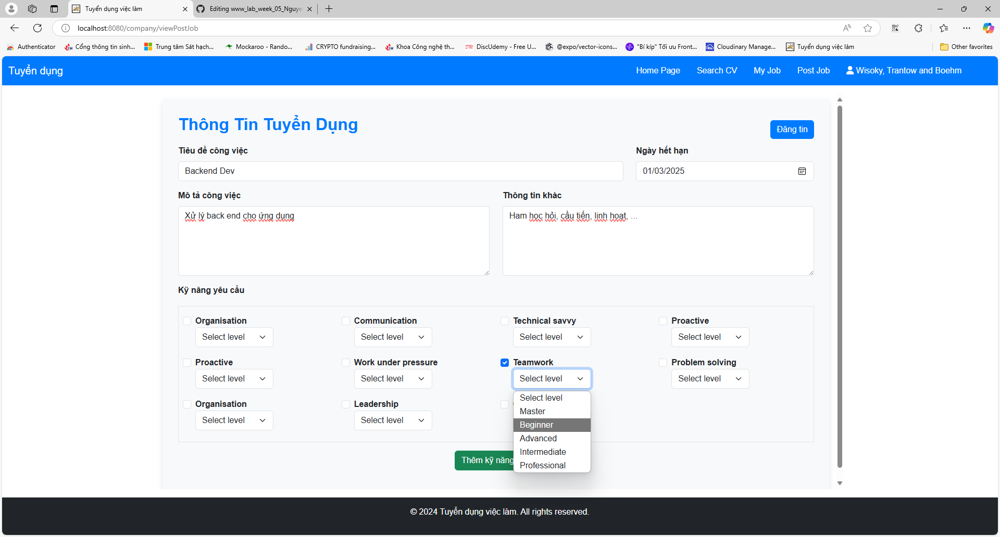 Tuyển dụng việc làm
Editing www_lab_week_05_Nguye
localhost:8080/company/viewPostJob
Authenticator
Cổng thông tin sinh...
Trung tâm Sát hạch...
Mockaroo - Rando...
CRYPTO fundraising...
Khoa Công nghệ th...
DU
DiscUdemy - Free U...
@expo/vector-icons...
"Bí kíp" Tối ưu Front...
Cloudinary Manage...
Tuyển dụng việc làm
Other favorites
Tuyển dụng
Home Page
Search CV
My Job
Post Job
Wisoky, Trantow and Boehm
Thông Tin Tuyển Dụng
Đăng tin
Tiêu đề công việc
Ngày hết hạn
Backend Dev
01/03/2025
Mô tả công việc
Thông tin khác
Xử lý back end cho ứng dụng
Ham học hỏi, cầu tiến, linh hoạt, ...
Kỹ năng yêu cầu
Organisation
Communication
Technical savvy
Proactive
Select level
Select level
Select level
Select level
Proactive
Work under pressure
Teamwork
Problem solving
Select level
Select level
Select level
Select level
Organisation
Leadership
Select level
Select level
Select level
Master
Beginner
Advanced
Intermediate
Professional
Thêm kỹ năng
© 2024 Tuyển dụng việc làm. All rights reserved.